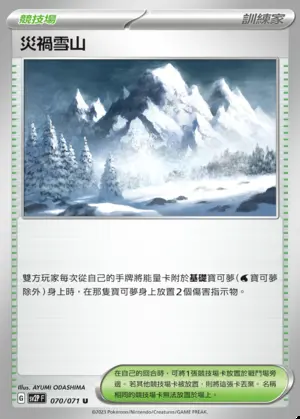 競技場
訓練家
災禍雪山
雙方玩家每次從自己的手牌將能量卡附於基礎寶可夢(寶可夢
除外)身上時,在那隻寶可夢身上放置2個傷害指示物。
Illus. AYUMI ODASHIMA
G SV2P F 070/071 U
在自己的回合時,可將1張競技場卡放置於戰鬥場
旁邊。若其他競技場卡被放置,則將這張卡丟棄。名稱
相同的競技場卡無法放置於場上。
©2023 Pokémon/Nintendo/Creatures/GAME FREAK.